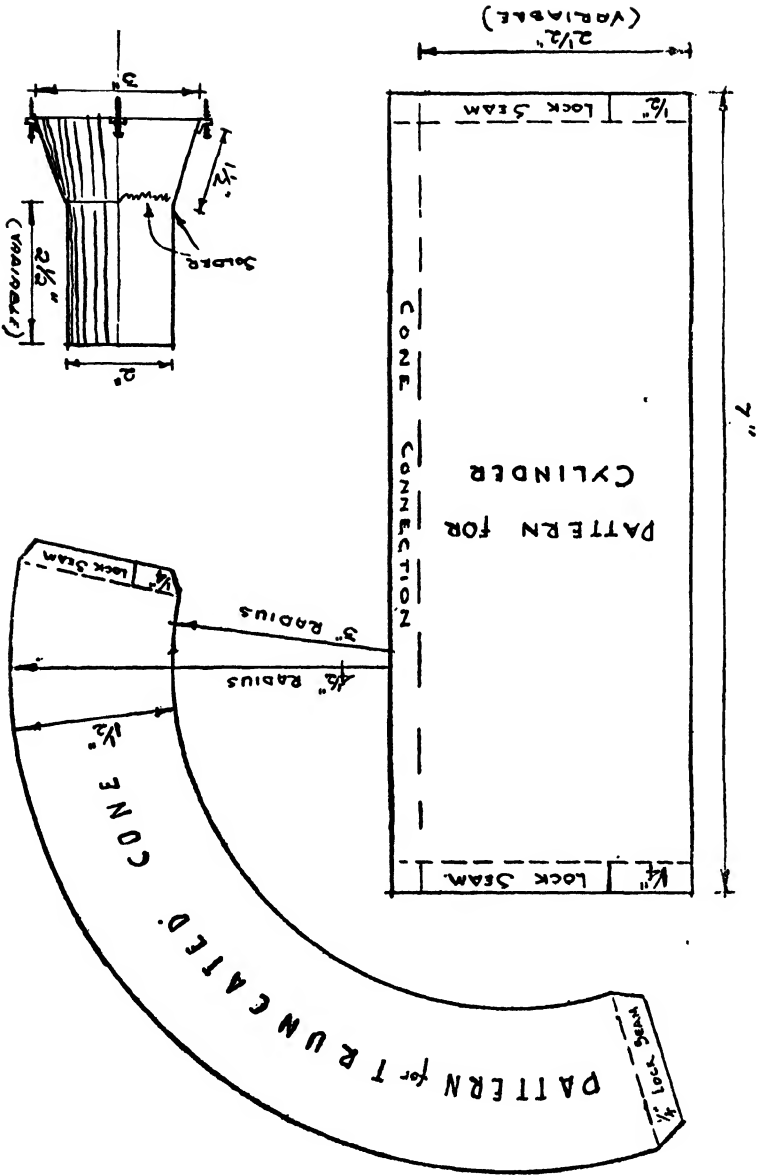 PATTERN for TRUNCATED CONE
¼" LOCK SEAM
1½"
¼" LOCK SEAM
4½" RADIUS
3" RADIUS
¼" LOCK SEAM.
7"
PATTERN FOR
CYLINDER
CONE CONNECTION
½" LOCK SEAM
2½"
(VARIABLE)
2"
2½"
(VARIABLE)
SOLDER
1½"
3"